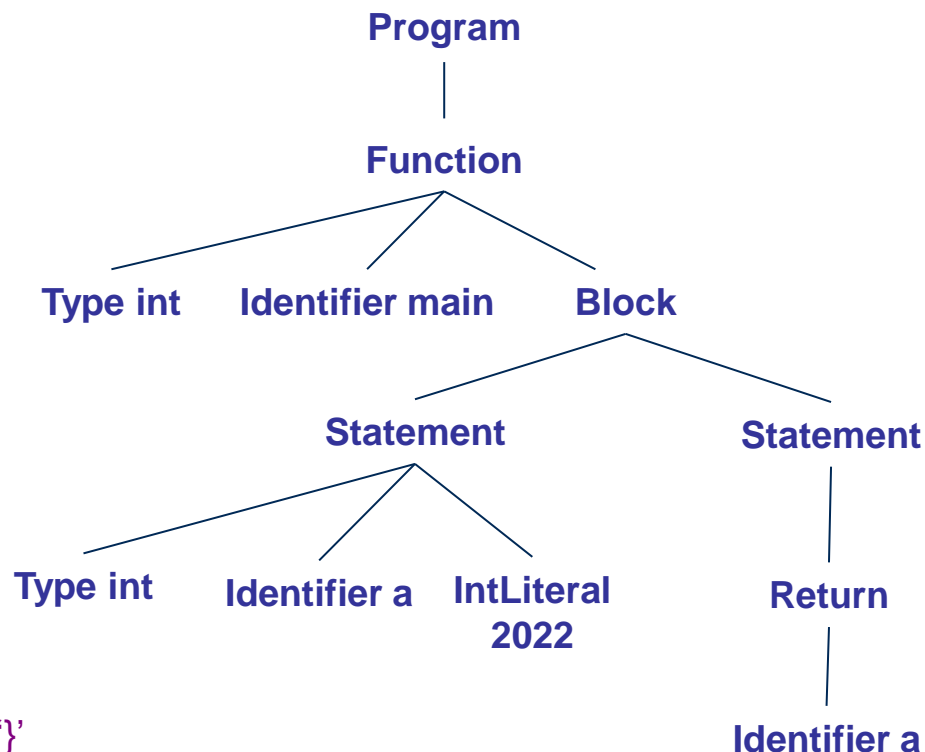 Program
Function
Type int Identifier main Block
Statement Statement
Type int Identifier a IntLiteral Return
2022
'}'
Identifier a